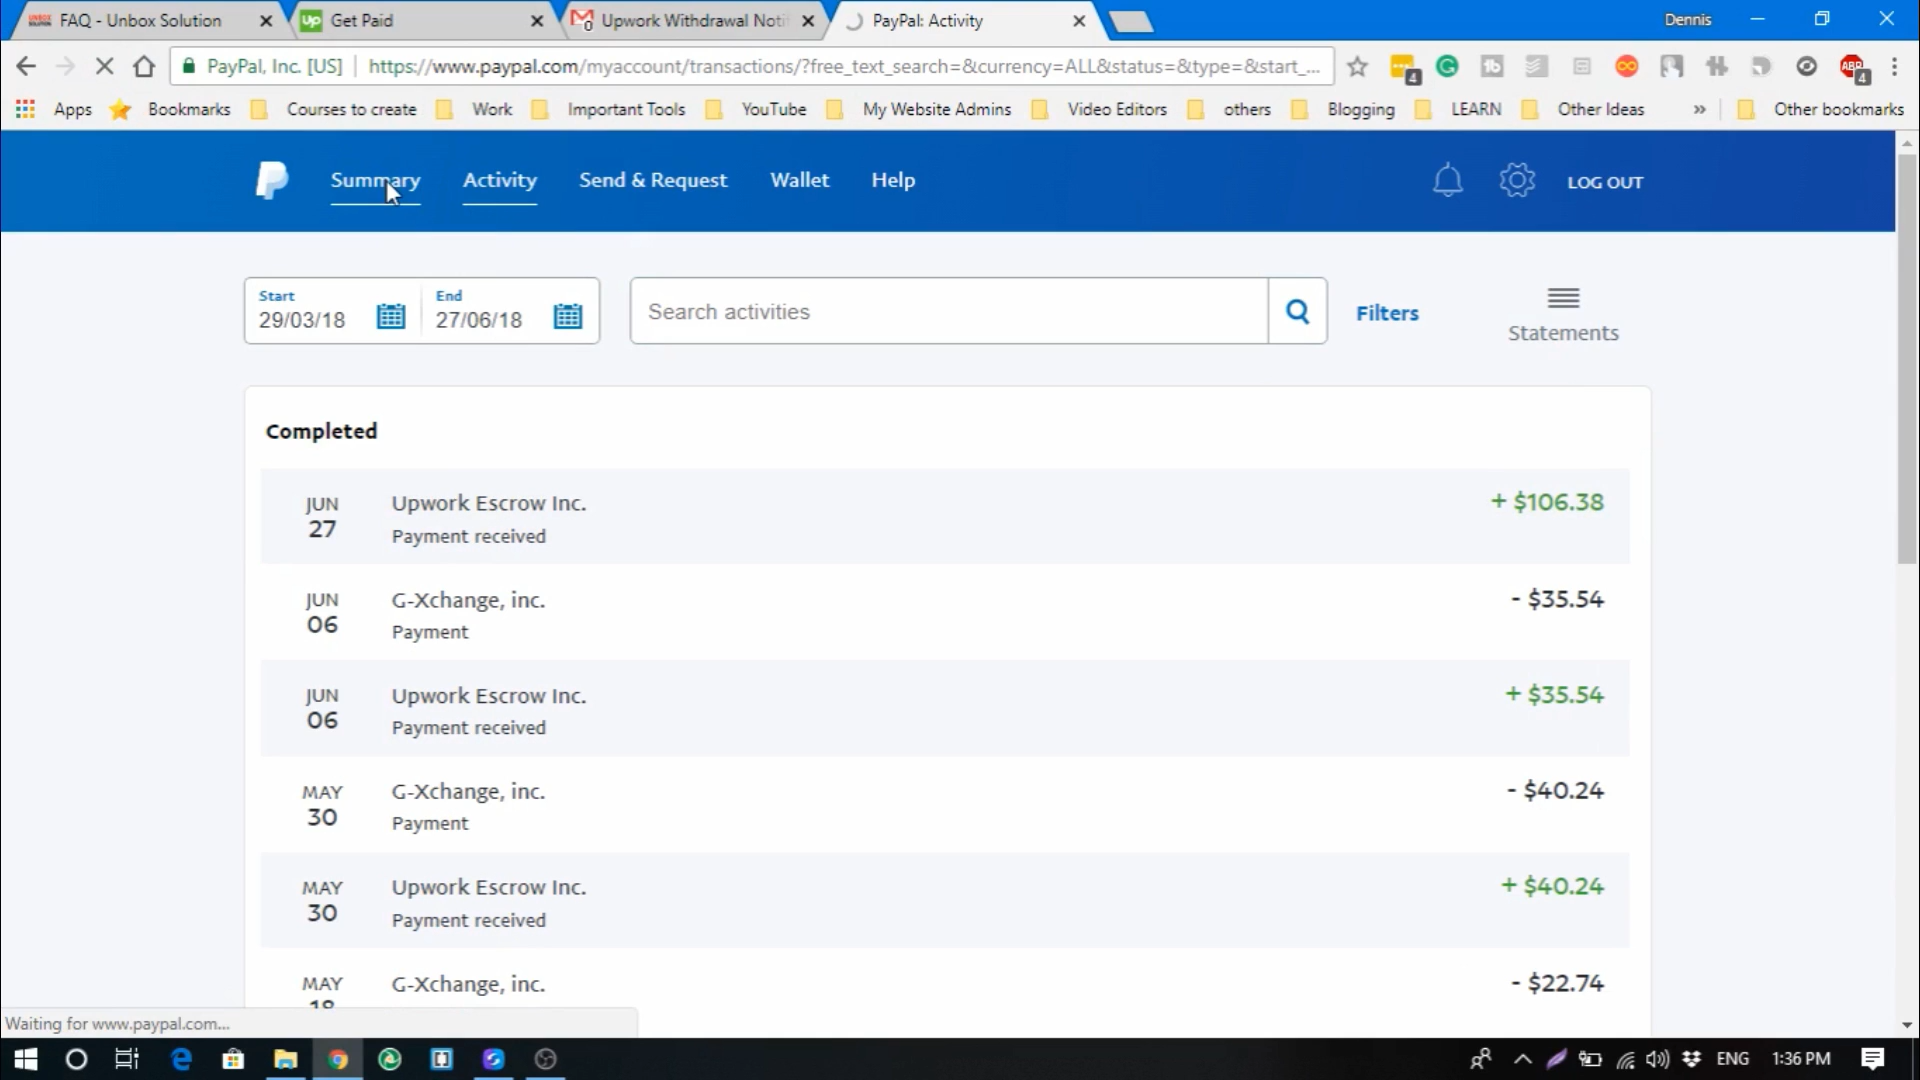 FAQ - Unbox Solution
Get Paid
Upwork Withdrawal Noti
PayPal: Activity
Dennis
PayPal, Inc. [US]
https://www.paypal.com/myaccount/transactions/?free_text_search=&currency=ALL&status=&type=&start_...
4
ABP
4
Apps
Bookmarks
Courses to create
Work
Important Tools
YouTube
My Website Admins
Video Editors
others
Blogging
LEARN
Other Ideas
»
Other bookmarks
Summary
Activity
Send & Request
Wallet
Help
LOG OUT
Start
29/03/18
End
27/06/18
Search activities
Filters
Statements
Completed
JUN
27
Upwork Escrow Inc.
Payment received
+ $106.38
JUN
06
G-Xchange, inc.
Payment
- $35.54
JUN
06
Upwork Escrow Inc.
Payment received
+ $35.54
MAY
30
G-Xchange, inc.
Payment
- $40.24
MAY
30
Upwork Escrow Inc.
Payment received
+ $40.24
MAY
18
G-Xchange, inc.
- $22.74
Waiting for www.paypal.com...
ENG
1:36 PM